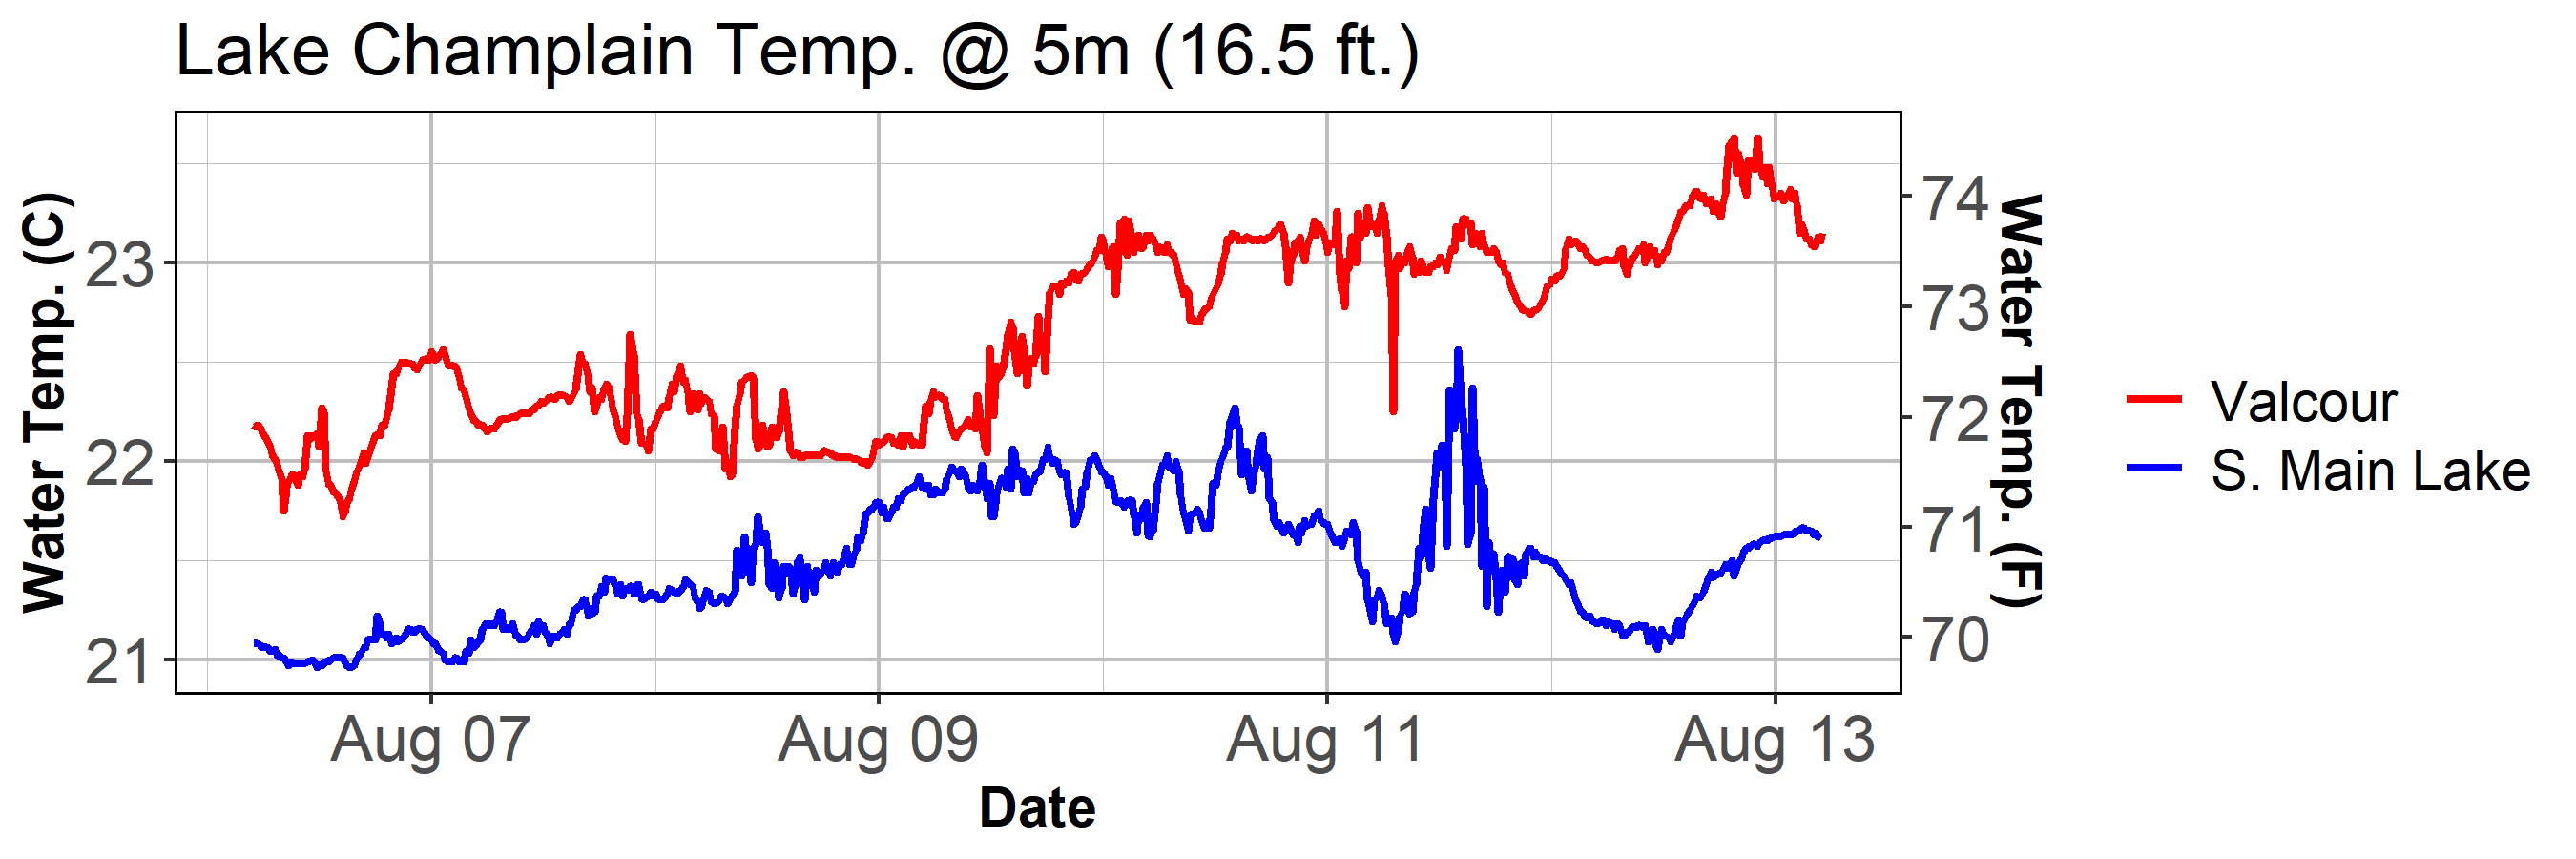 Lake Champlain Temp. @ 5m (16.5 ft.)
Water Temp. (C)
23
22
21
74
73
72
71
70
Water Temp. (F)
Aug 07
Aug 09
Aug 11
Aug 13
Date
Valcour
S. Main Lake